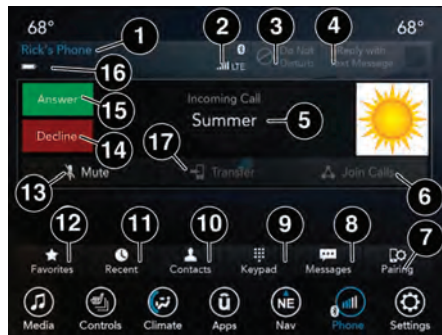 68° 68°
Rick's Phone 1 2 3 4
LTE Do Not Disturb Reply with Text Message
16
Answer 15 Incoming Call
Summer 5
Decline 14 17
13 Mute Transfer Join Calls 6
12 11 10 9 8 7
Favorites Recent Contacts Keypad Messages Pairing
Ü NE
Media Controls Climate Apps Nav Phone Settings